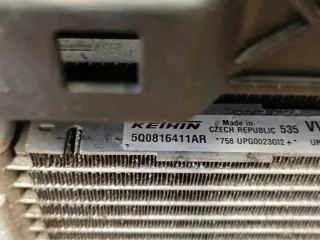 KEIHIN Made in CZECH REPUBLIC 535
5Q0816411AR *758 UPG0023012+*